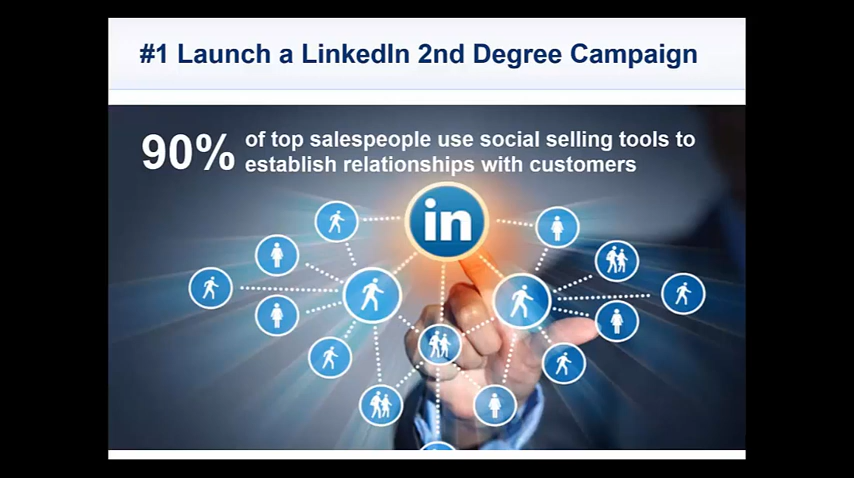 #1 Launch a LinkedIn 2nd Degree Campaign
90% of top salespeople use social selling tools to
establish relationships with customers
in